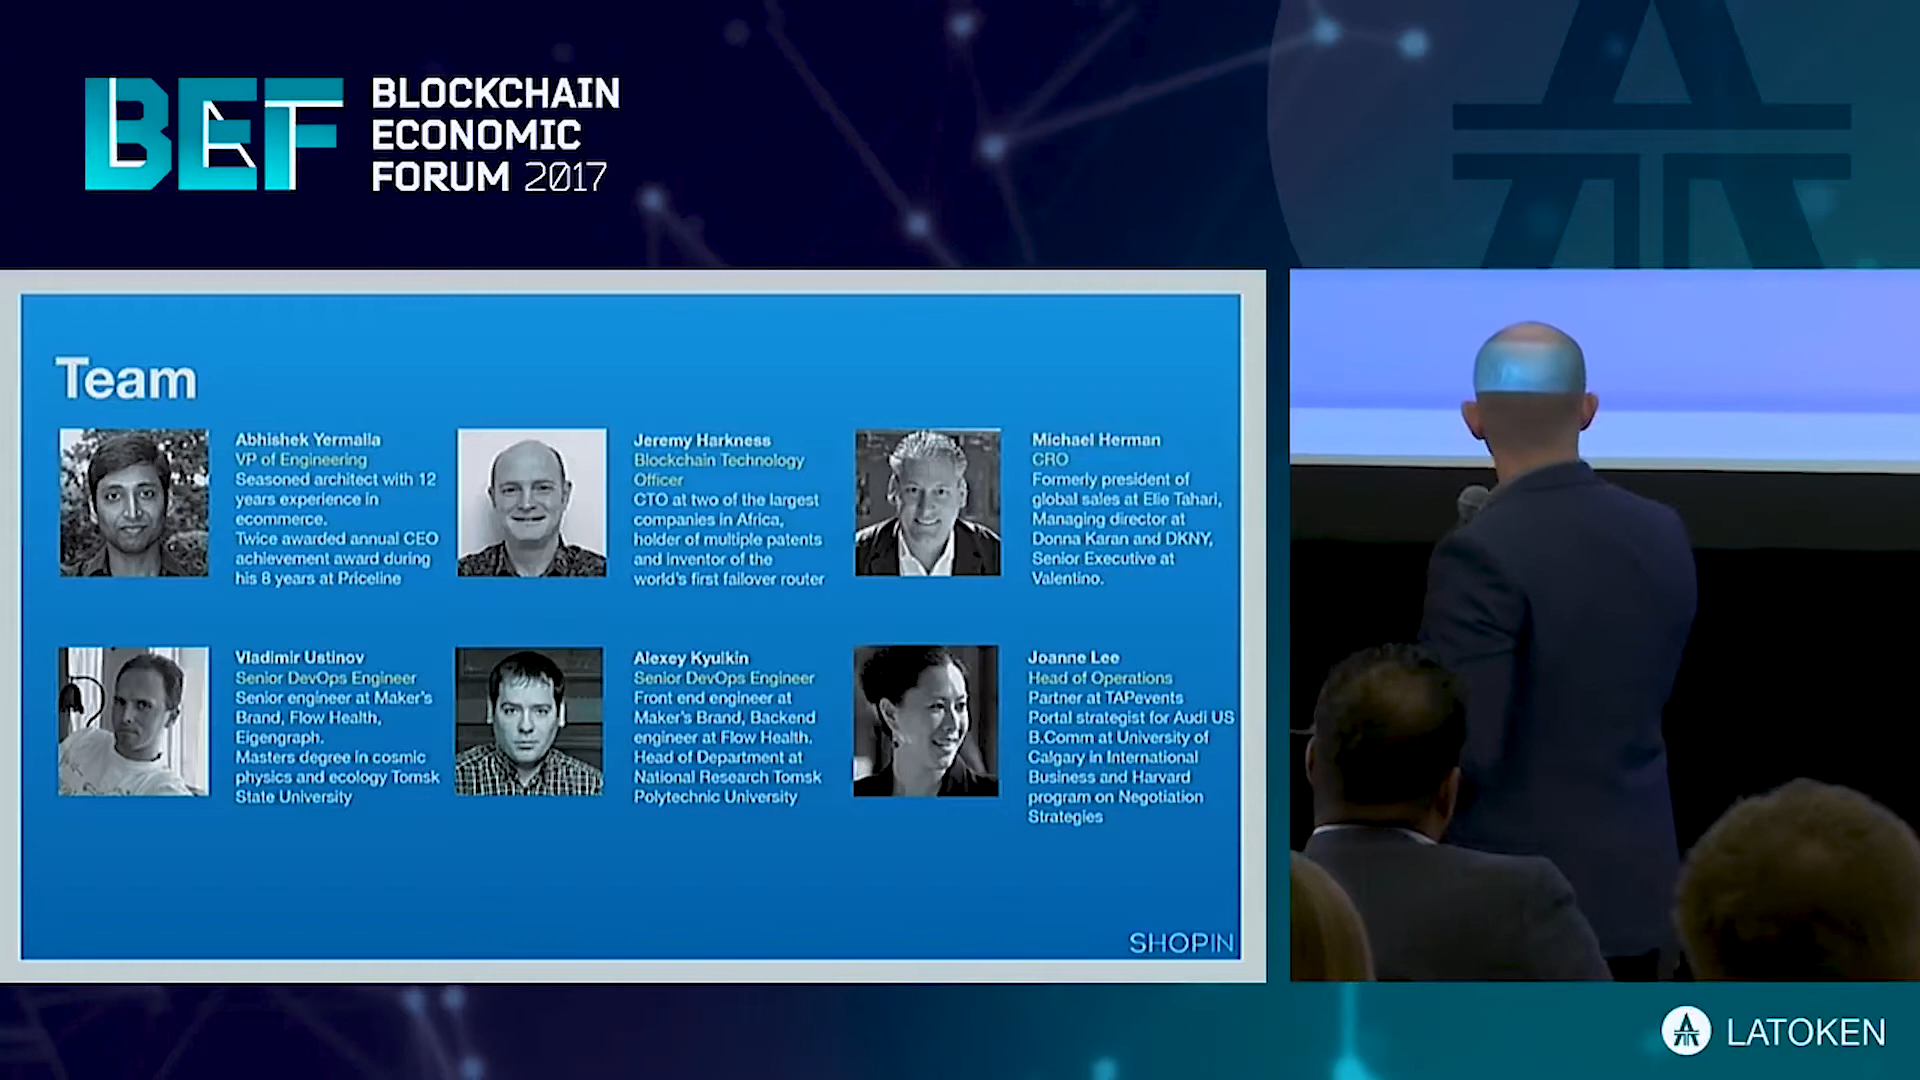 BEF
BLOCKCHAIN
ECONOMIC
FORUM 2017
LAT
Team
Abhishek Yermalla
VP of Engineering
Seasoned architect with 12
years experience in
ecommerce.
Twice awarded annual CEO
achievement award during
his 8 years at Priceline
Jeremy Harkness
Blockchain Technology
Officer
CTO at two of the largest
companies in Africa,
holder of multiple patents
and inventor of the
world's first failover router
Michael Herman
CRO
Formerly president of
global sales at Elie Tahari,
Managing director at
Donna Karan and DKNY,
Senior Executive at
Valentino.
Vladimir Ustinov
Senior DevOps Engineer
Senior engineer at Maker's
Brand, Flow Health,
Eigengraph.
Masters degree in cosmic
physics and ecology Tomsk
State University
Alexey Kyulkin
Senior DevOps Engineer
Front end engineer at
Maker's Brand, Backend
engineer at Flow Health.
Head of Department at
National Research Tomsk
Polytechnic University
Joanne Lee
Head of Operations
Partner at TAPevents
Portal strategist for Audi US
B.Comm at University of
Calgary in International
Business and Harvard
program on Negotiation
Strategies
SHOPIN
LATOKEN